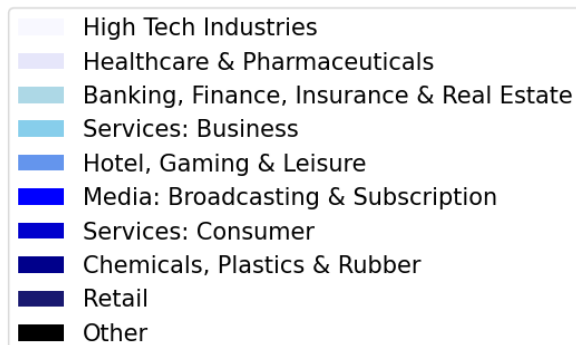 High Tech Industries
Healthcare & Pharmaceuticals
Banking, Finance, Insurance & Real Estate
Services: Business
Hotel, Gaming & Leisure
Media: Broadcasting & Subscription
Services: Consumer
Chemicals, Plastics & Rubber
Retail
Other